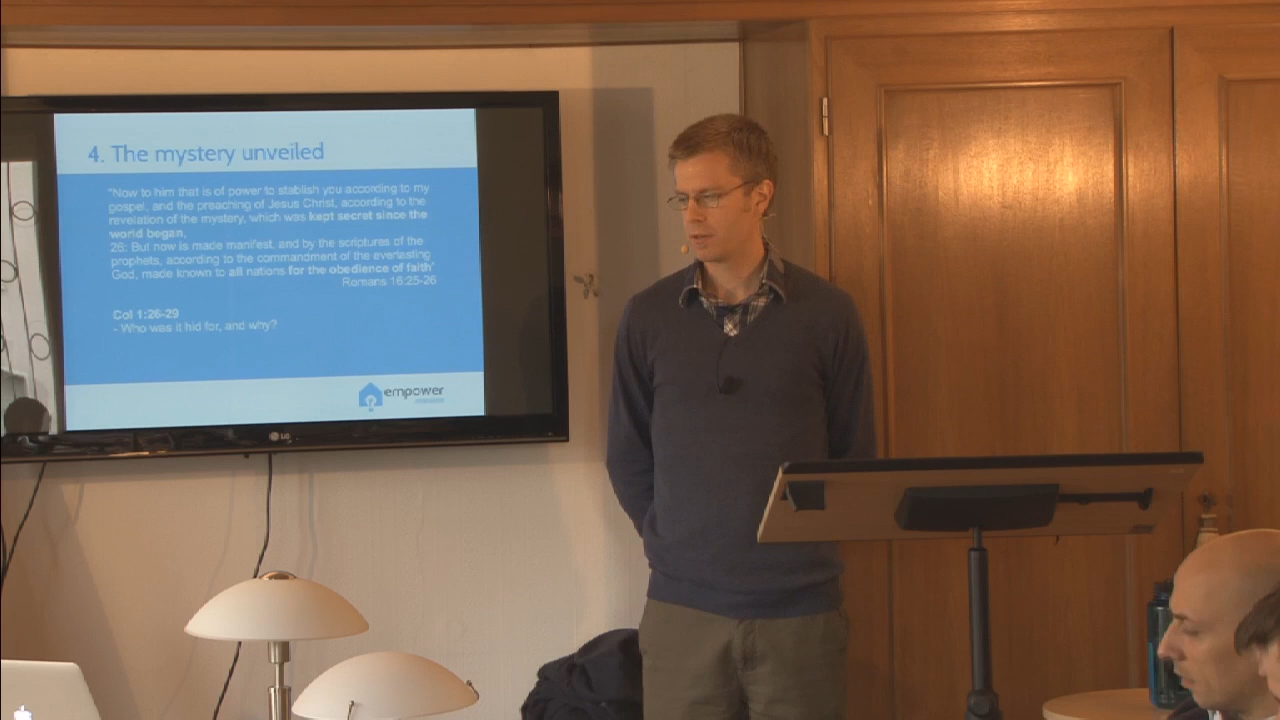 4. The mystery unveiled
"Now to him that is of power to stablish you according to my
gospel, and the preaching of Jesus Christ, according to the
revelation of the mystery, which was kept secret since the
world began,
26: But now is made manifest, and by the scriptures of the
prophets, according to the commandment of the everlasting
God, made known to all nations for the obedience of faith"
Romans 16:25-26
Col 1:26-29
- Who was it hid for, and why?
empower
LG